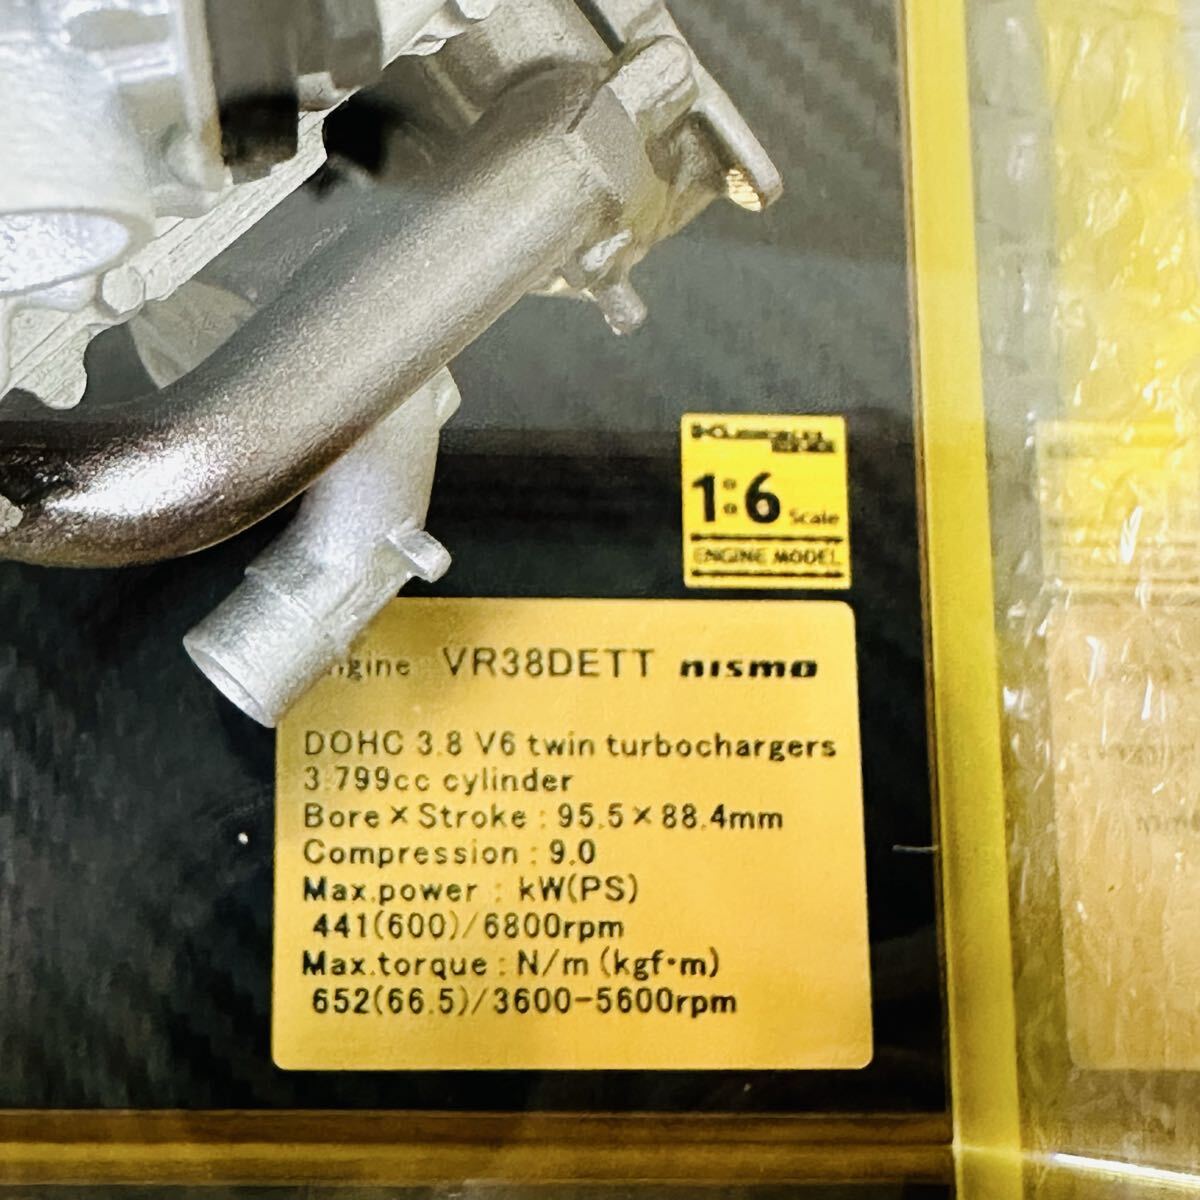 1:6 Scale
ENGINE MODEL
ngine VR38DETT nismo
DOHC 3.8 V6 twin turbochargers
3.799cc cylinder
Bore×Stroke : 95.5×88.4mm
Compression : 9.0
Max.power : kW(PS)
441(600)/6800rpm
Max.torque : N/m (kgf·m)
652(66.5)/3600-5600rpm